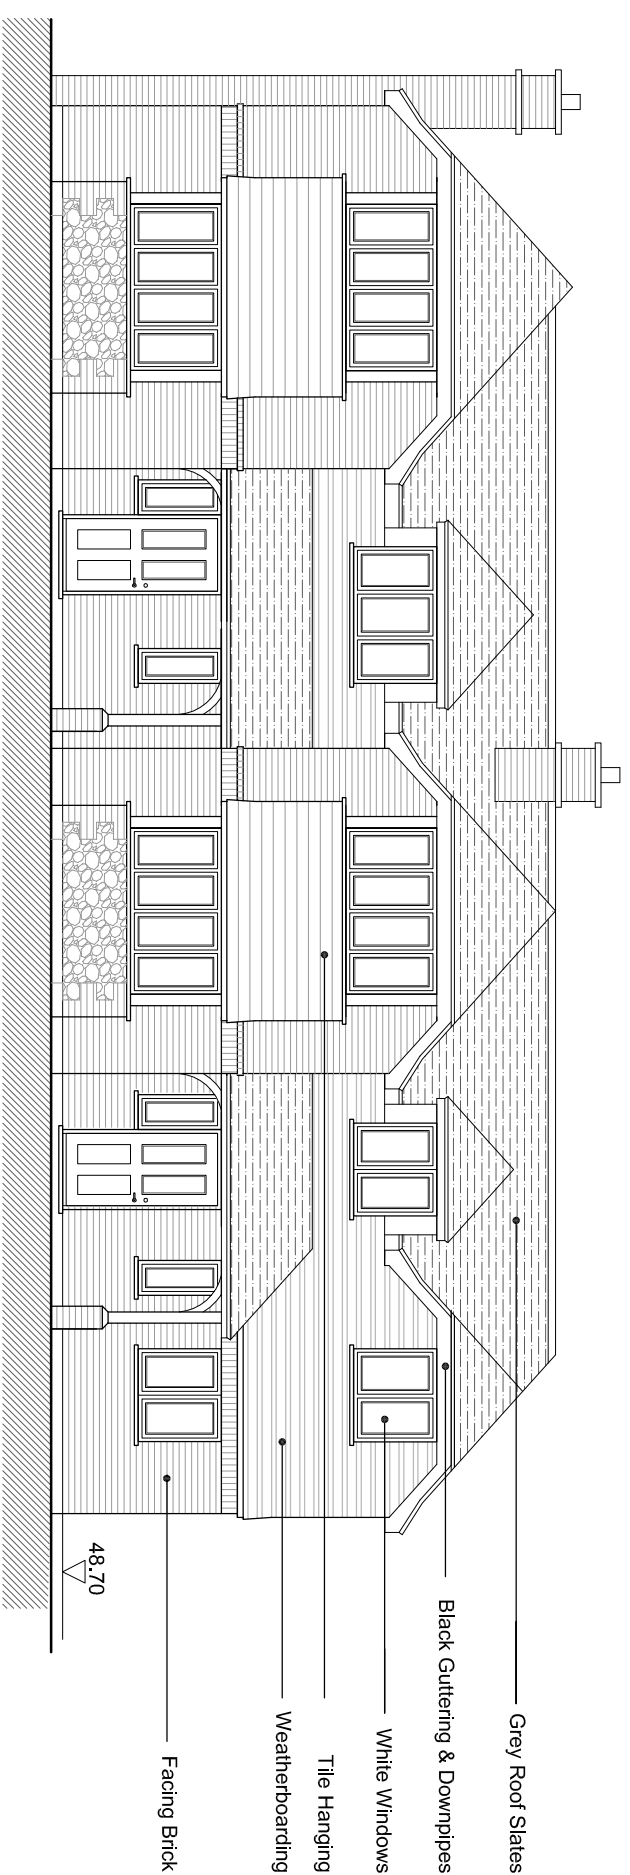 Grey Roof Slates
Black Guttering & Downpipes
White Windows
Tile Hanging
Weatherboarding
Facing Brick
48.70